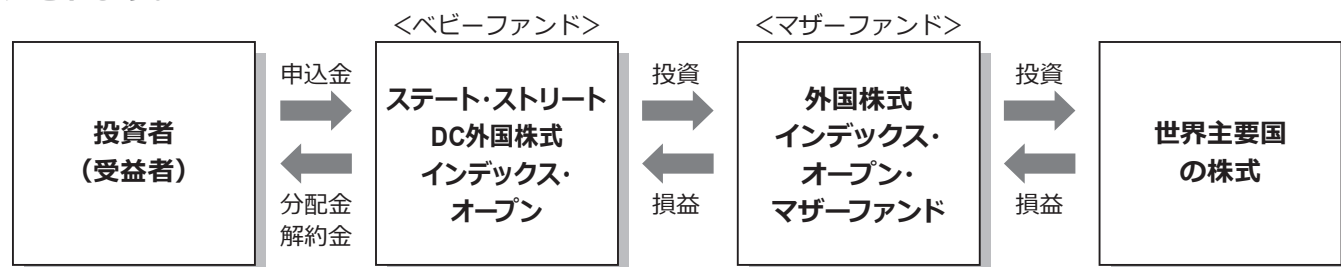 <ベビーファンド>
<マザーファンド>
投資者
(受益者)
申込金
分配金
解約金
ステート・ストリート
DC外国株式
インデックス・
オープン
投資
損益
外国株式
インデックス・
オープン・
マザーファンド
投資
損益
世界主要国
の株式